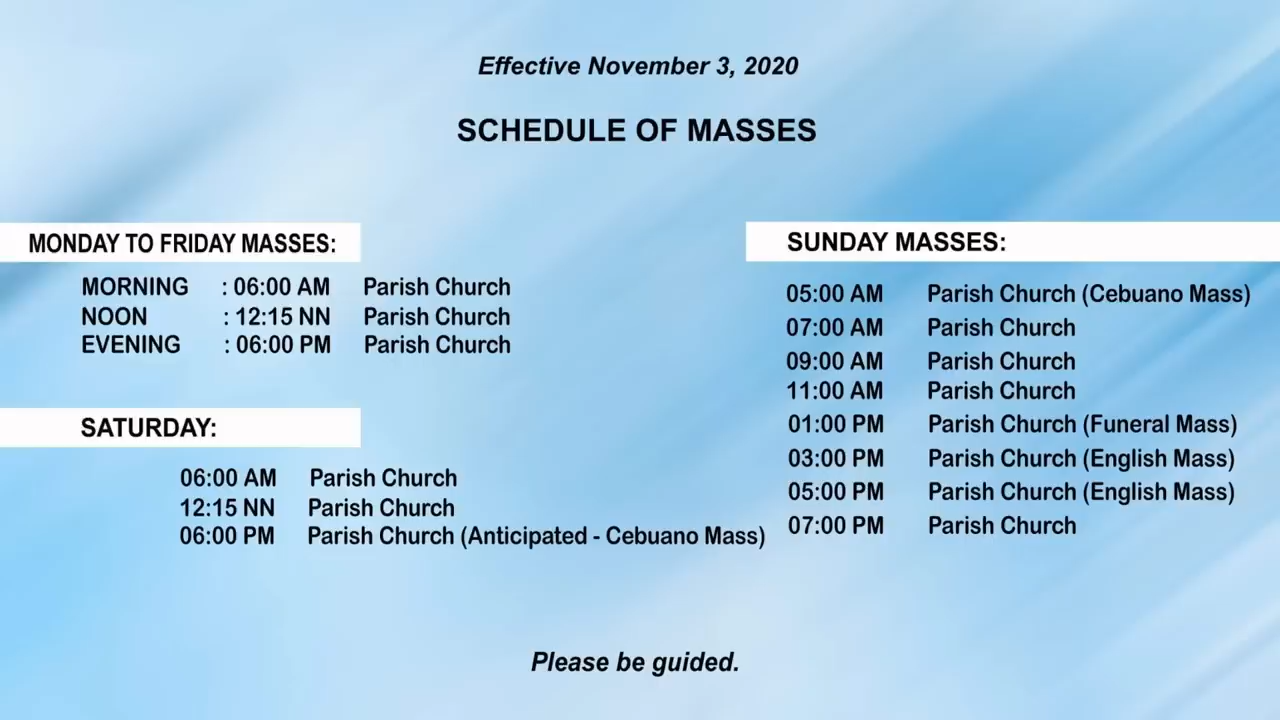 Effective November 3, 2020
SCHEDULE OF MASSES
MONDAY TO FRIDAY MASSES:
MORNING : 06:00 AM Parish Church
NOON : 12:15 NN Parish Church
EVENING : 06:00 PM Parish Church
SATURDAY:
06:00 AM Parish Church
12:15 NN Parish Church
06:00 PM Parish Church (Anticipated - Cebuano Mass)
SUNDAY MASSES:
05:00 AM Parish Church (Cebuano Mass)
07:00 AM Parish Church
09:00 AM Parish Church
11:00 AM Parish Church
01:00 PM Parish Church (Funeral Mass)
03:00 PM Parish Church (English Mass)
05:00 PM Parish Church (English Mass)
07:00 PM Parish Church
Please be guided.